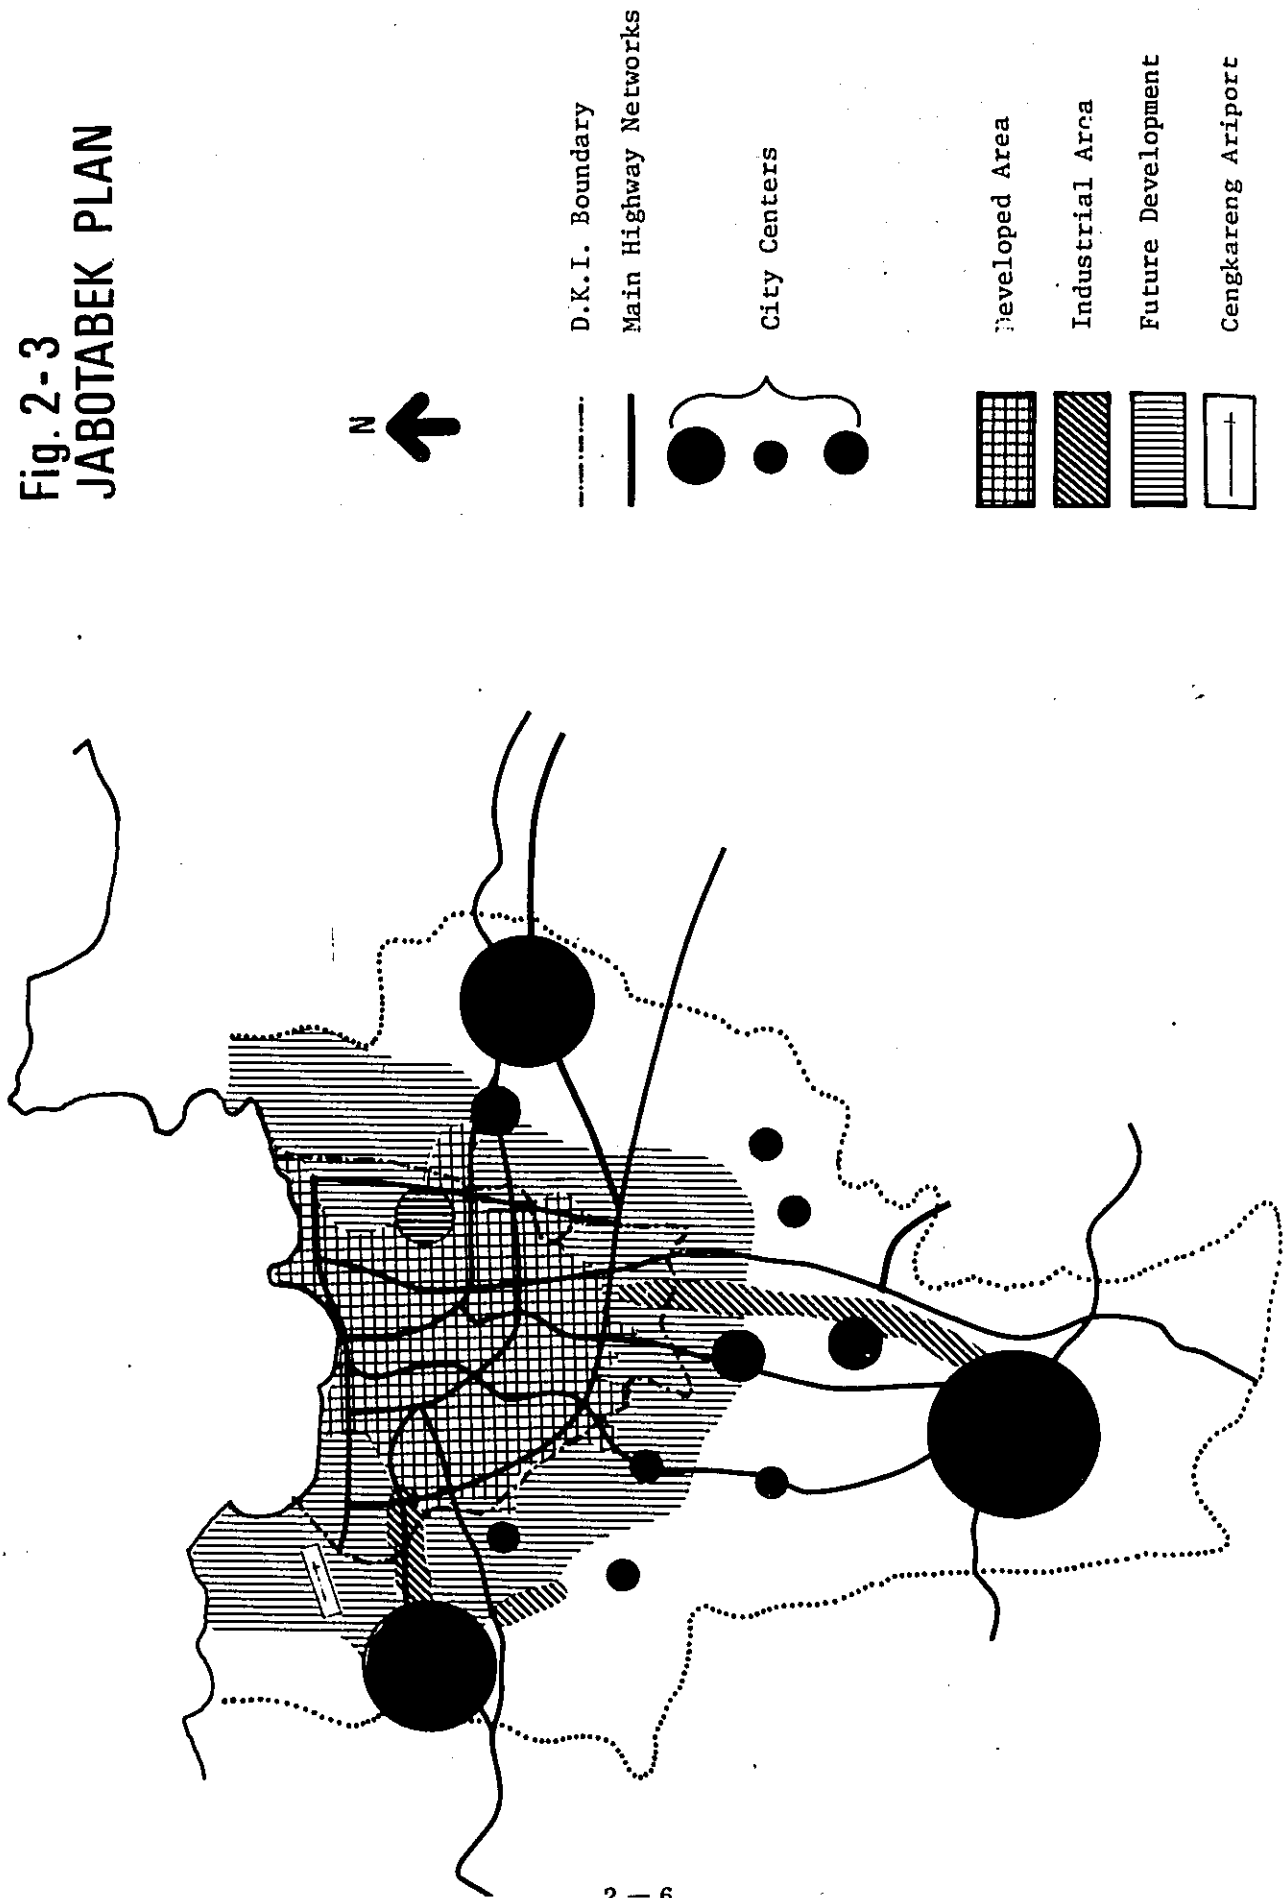 Fig. 2-3
JABOTABEK PLAN
N
D.K.I. Boundary
Main Highway Networks
City Centers
Developed Area
Industrial Area
Future Development
Cengkareng Ariport
2 — 6